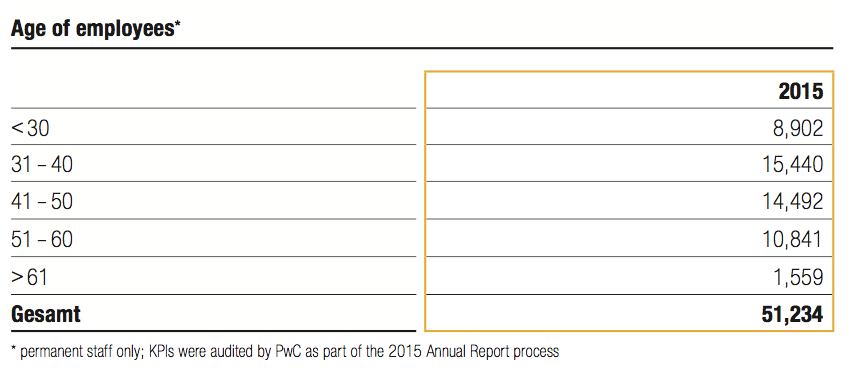 Age of employees*
2015
< 30 8,902
31 – 40 15,440
41 – 50 14,492
51 – 60 10,841
> 61 1,559
Gesamt 51,234
* permanent staff only; KPIs were audited by PwC as part of the 2015 Annual Report process